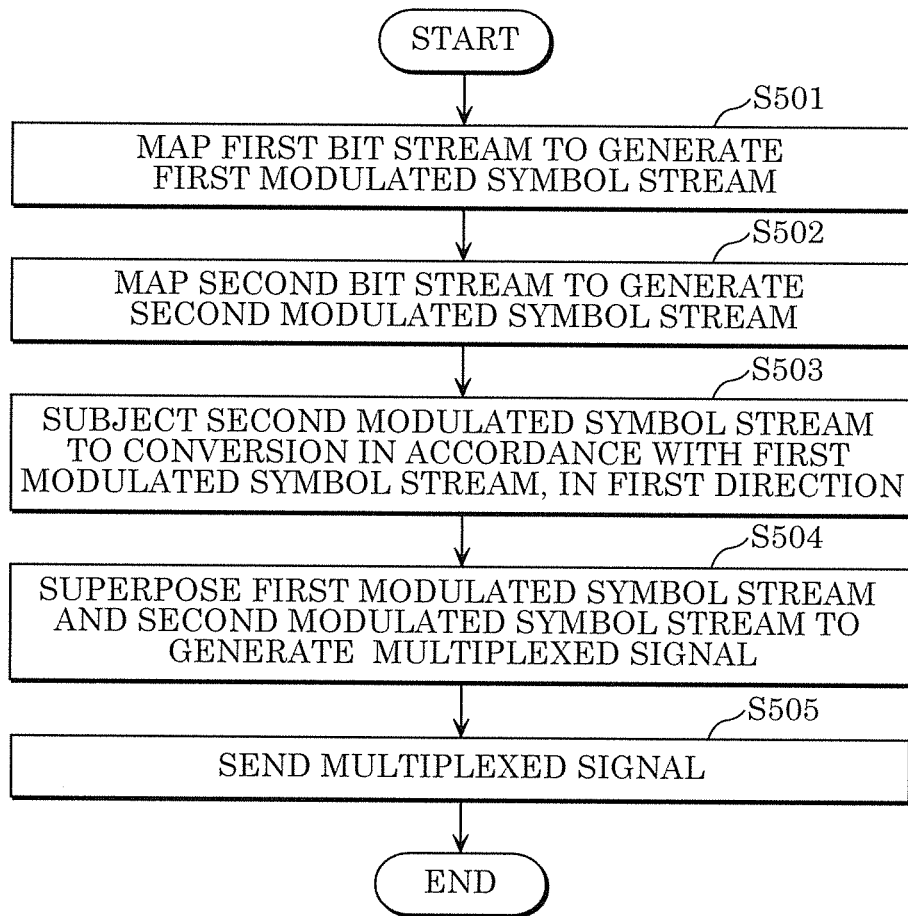 START
S501
MAP FIRST BIT STREAM TO GENERATE
FIRST MODULATED SYMBOL STREAM
S502
MAP SECOND BIT STREAM TO GENERATE
SECOND MODULATED SYMBOL STREAM
S503
SUBJECT SECOND MODULATED SYMBOL STREAM
TO CONVERSION IN ACCORDANCE WITH FIRST
MODULATED SYMBOL STREAM, IN FIRST DIRECTION
S504
SUPERPOSE FIRST MODULATED SYMBOL STREAM
AND SECOND MODULATED SYMBOL STREAM TO
GENERATE MULTIPLEXED SIGNAL
S505
SEND MULTIPLEXED SIGNAL
END